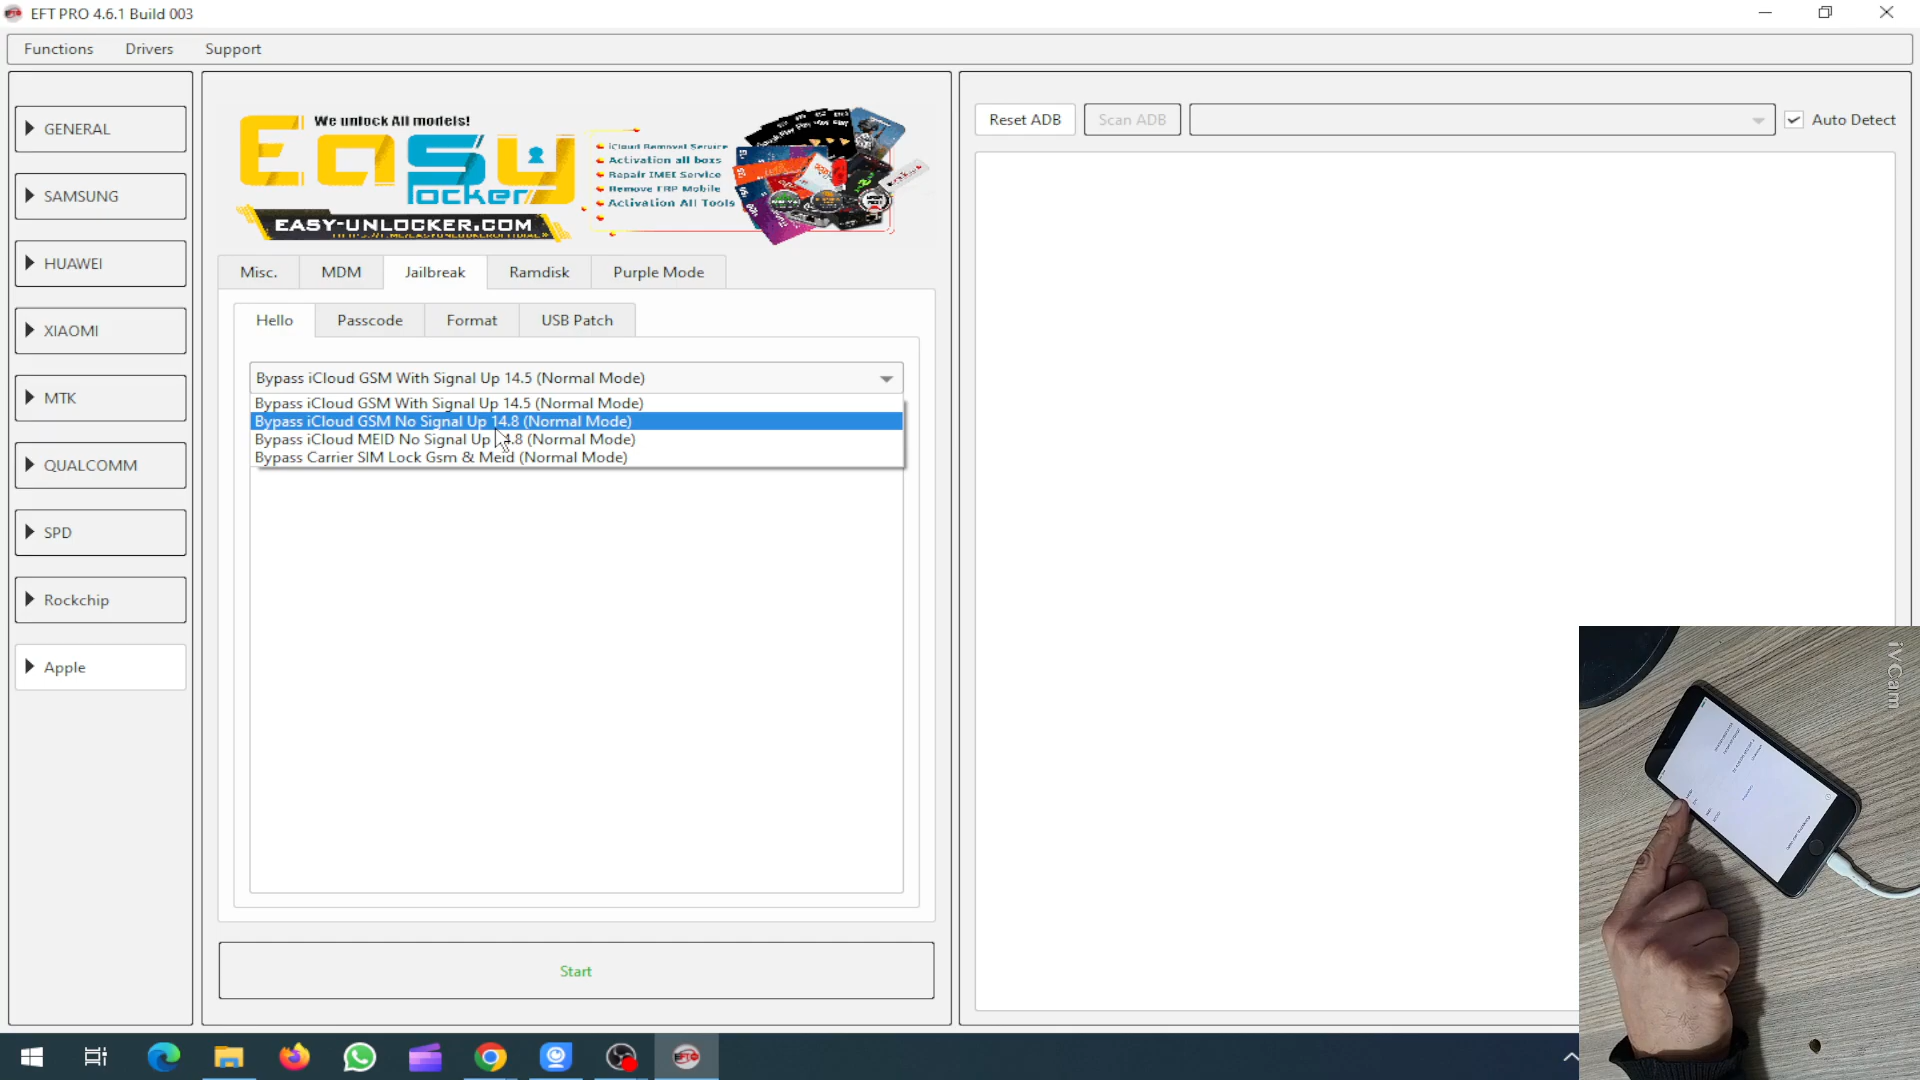 EFT PRO 4.6.1 Build 003
Functions
Drivers
Support
GENERAL
SAMSUNG
HUAWEI
XIAOMI
MTK
QUALCOMM
SPD
Rockchip
Apple
We unlock All models!
Easy
locker
EASY-UNLOCKER.COM
iCloud Removal Service
Activation all boxs
Repair IMEI Service
Remove FRP Mobile
Activation All Tools
Misc.
MDM
Jailbreak
Ramdisk
Purple Mode
Hello
Passcode
Format
USB Patch
Bypass iCloud GSM With Signal Up 14.5 (Normal Mode)
Bypass iCloud GSM With Signal Up 14.5 (Normal Mode)
Bypass iCloud GSM No Signal Up 14.8 (Normal Mode)
Bypass iCloud MEID No Signal Up 14.8 (Normal Mode)
Bypass Carrier SIM Lock Gsm & Meid (Normal Mode)
Start
Reset ADB
Scan ADB
Auto Detect
ivCam
EFT